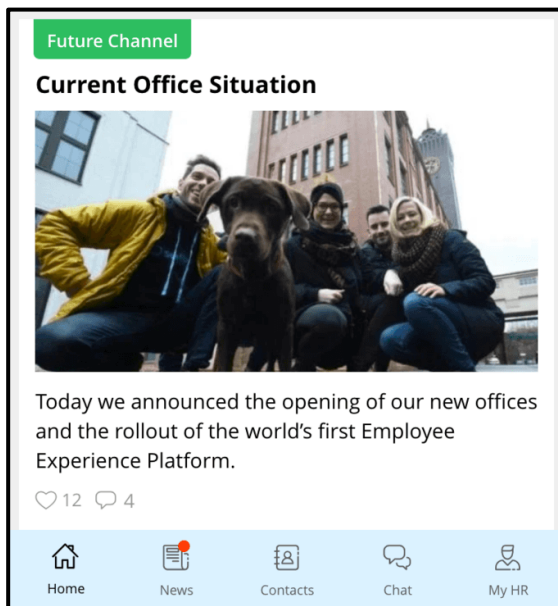 Future Channel
Current Office Situation
Today we announced the opening of our new offices
and the rollout of the world's first Employee
Experience Platform.
12 4
Home News Contacts Chat My HR